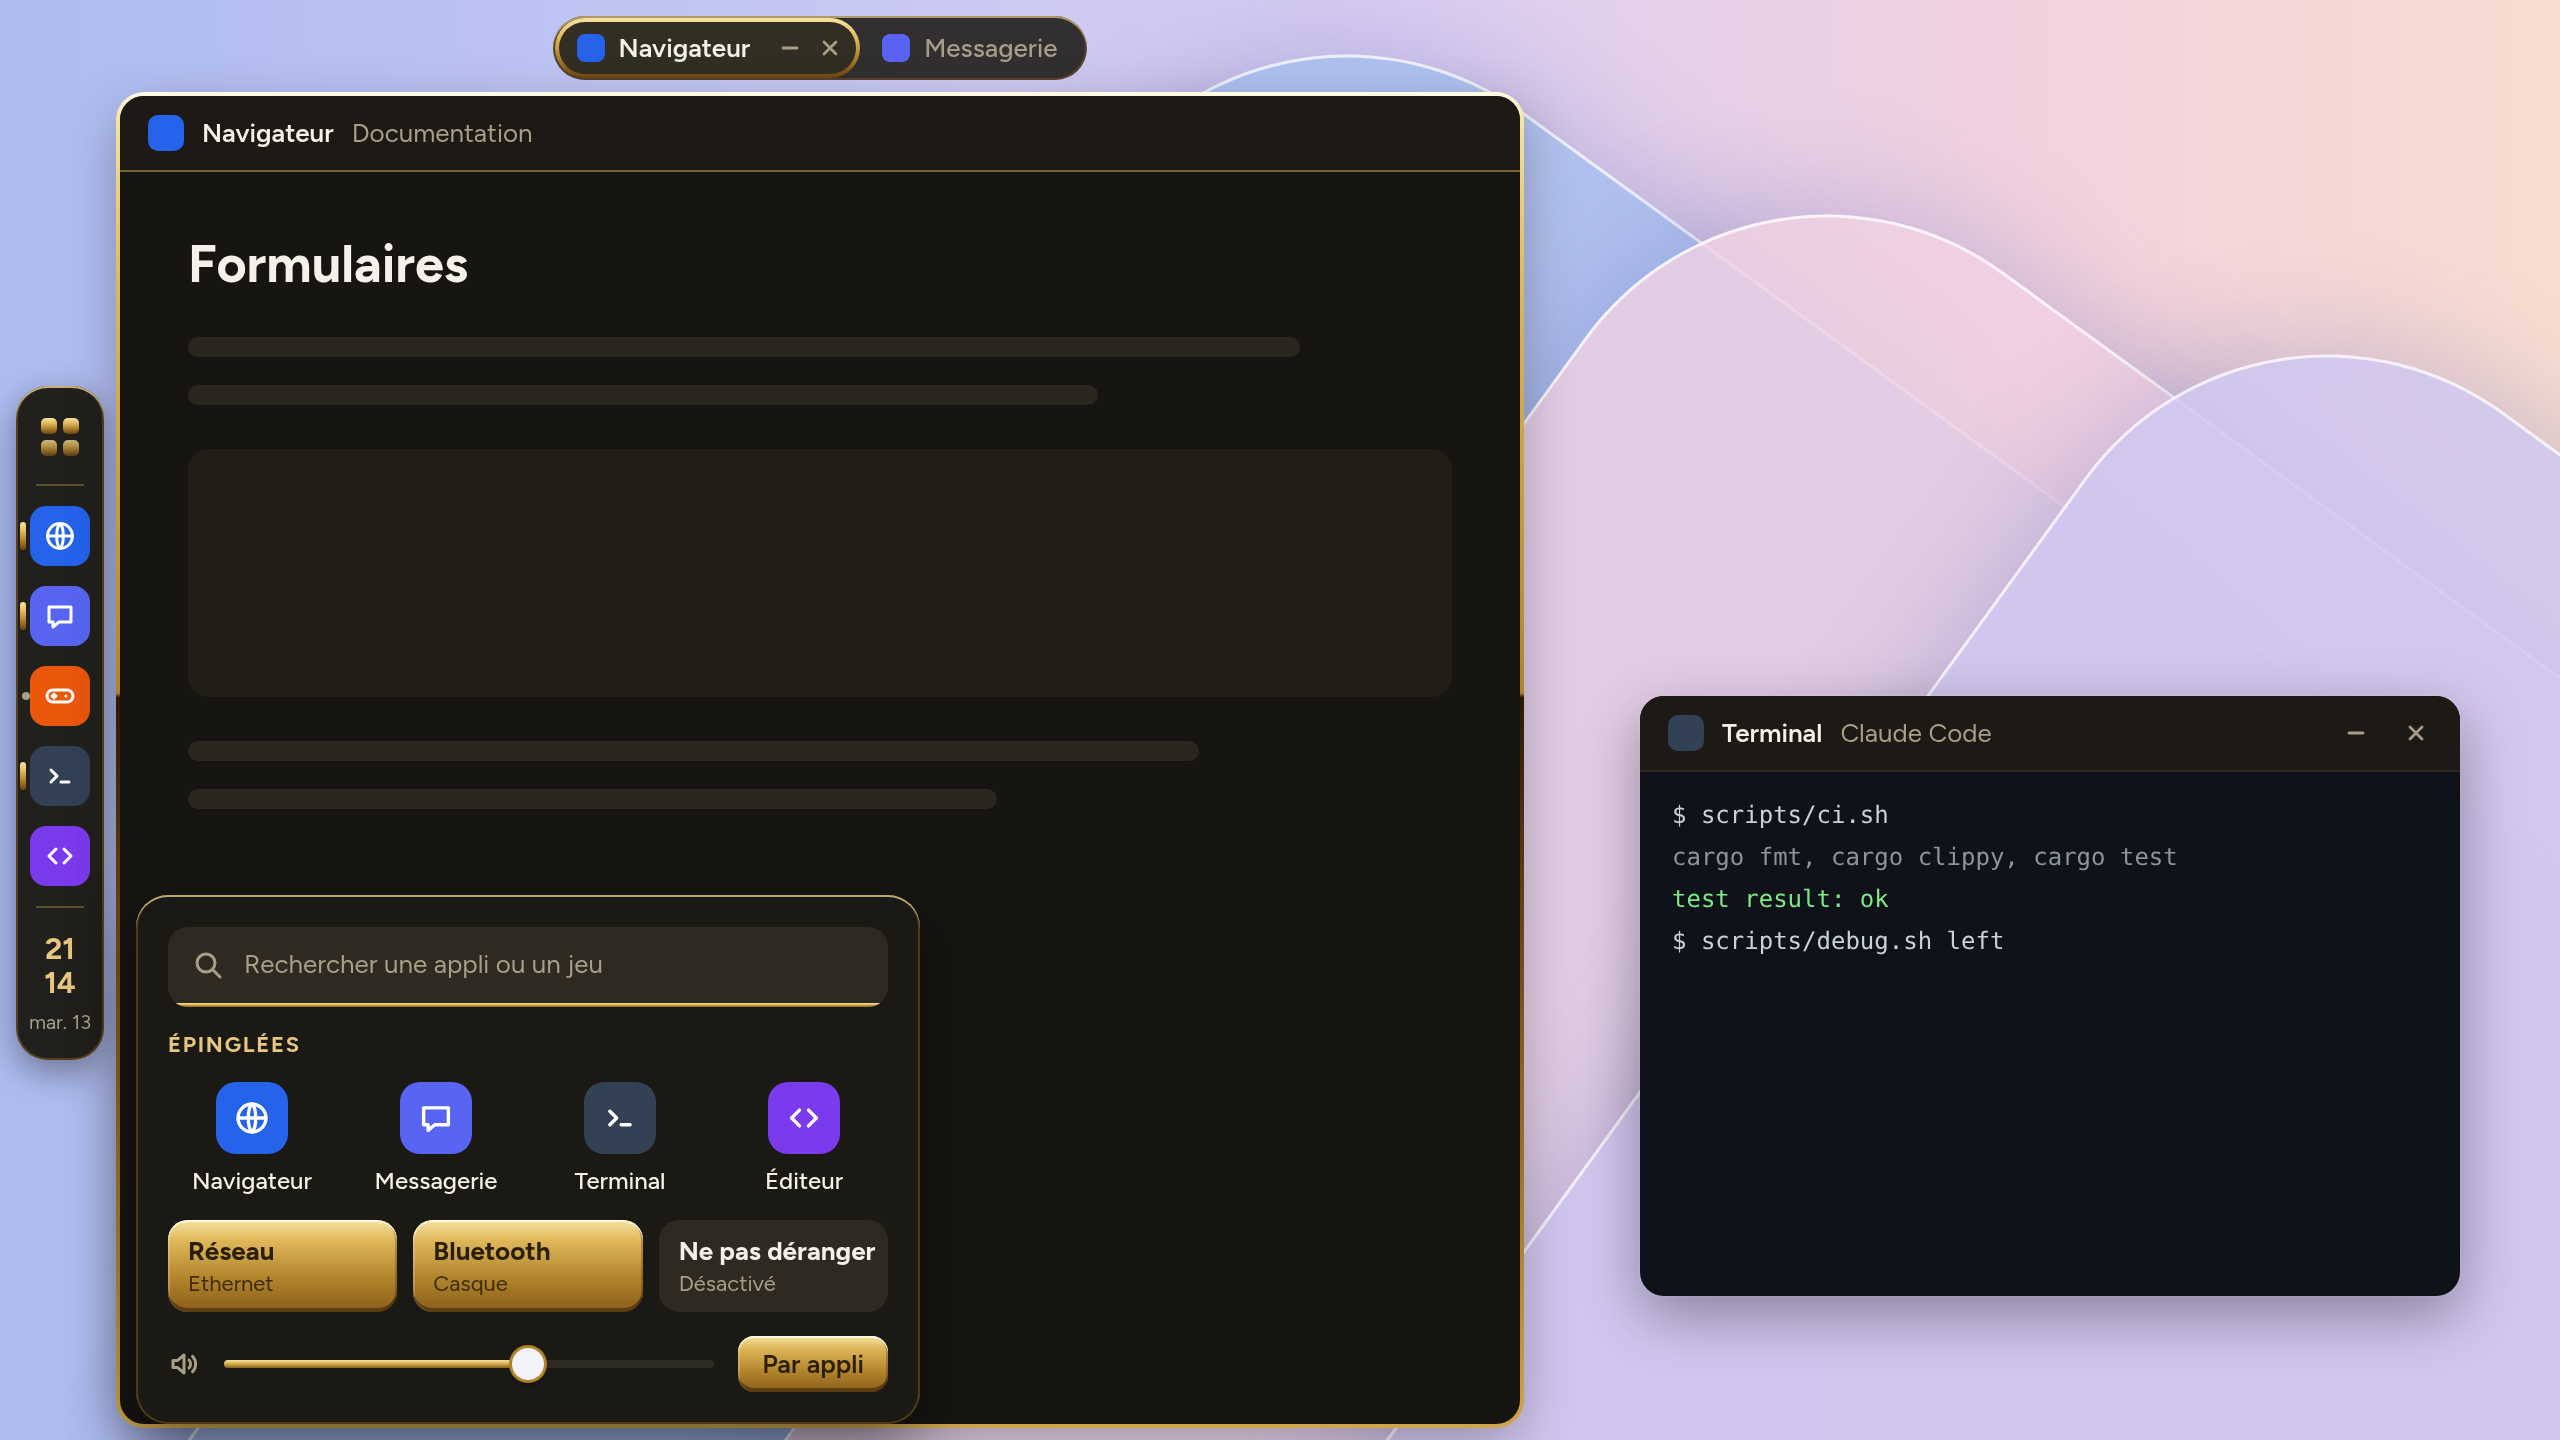 Navigateur
Messagerie
Navigateur Documentation
Formulaires
21
14
mar. 13
Rechercher une appli ou un jeu
ÉPINGLÉES
Navigateur Messagerie Terminal Éditeur
Réseau
Ethernet
Bluetooth
Casque
Ne pas déranger
Désactivé
Par appli
Terminal Claude Code
$ scripts/ci.sh
cargo fmt, cargo clippy, cargo test
test result: ok
$ scripts/debug.sh left